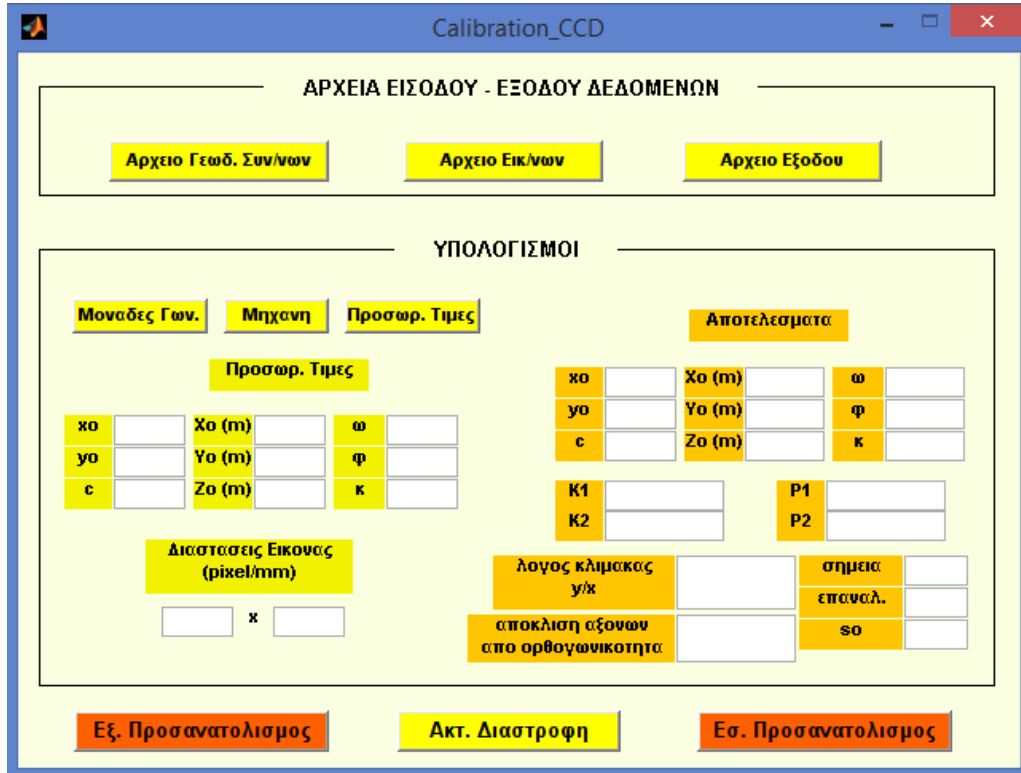 Calibration_CCD
ΑΡΧΕΙΑ ΕΙΣΟΔΟΥ - ΕΞΟΔΟΥ ΔΕΔΟΜΕΝΩΝ
Αρχειο Γεωδ. Συν/νων Αρχειο Εικ/νων Αρχειο Εξοδου
ΥΠΟΛΟΓΙΣΜΟΙ
Μοναδες Γων. Μηχανη Προσωρ. Τιμες
Προσωρ. Τιμες
xo Xo (m) ω
yo Yo (m) φ
c Zo (m) κ
Διαστασεις Εικονας
(pixel/mm)
x
Αποτελεσματα
xo Xo (m) ω
yo Yo (m) φ
c Zo (m) κ
K1 P1
K2 P2
λογος κλιμακας
y/x
αποκλιση αξονων
απο ορθογωνικοτητα
σημεια
επαναλ.
so
Εξ. Προσανατολισμος Ακτ. Διαστροφη Εσ. Προσανατολισμος